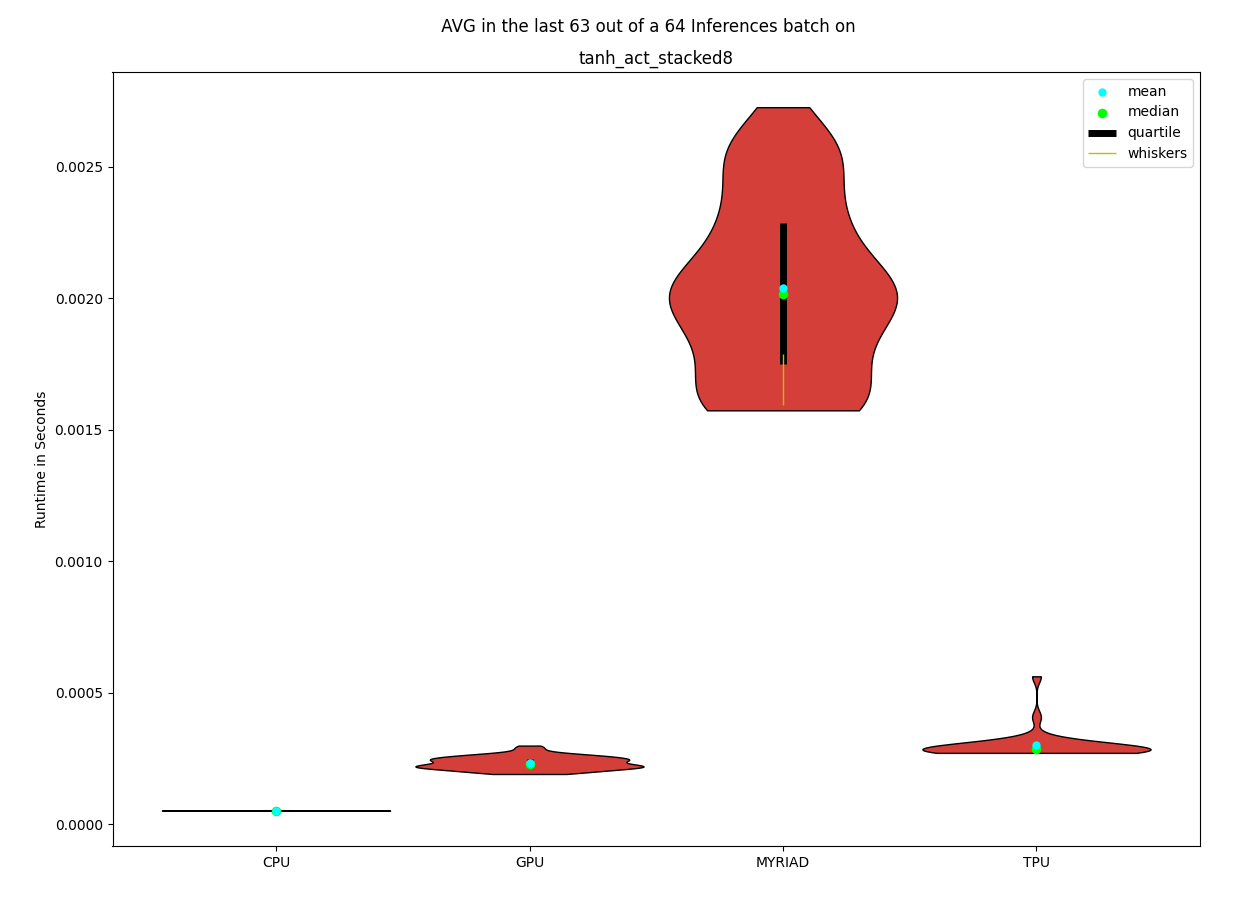 AVG in the last 63 out of a 64 Inferences batch on
tanh_act_stacked8
mean
median
quartile
whiskers
Runtime in Seconds
0.0025
0.0020
0.0015
0.0010
0.0005
0.0000
CPU
GPU
MYRIAD
TPU